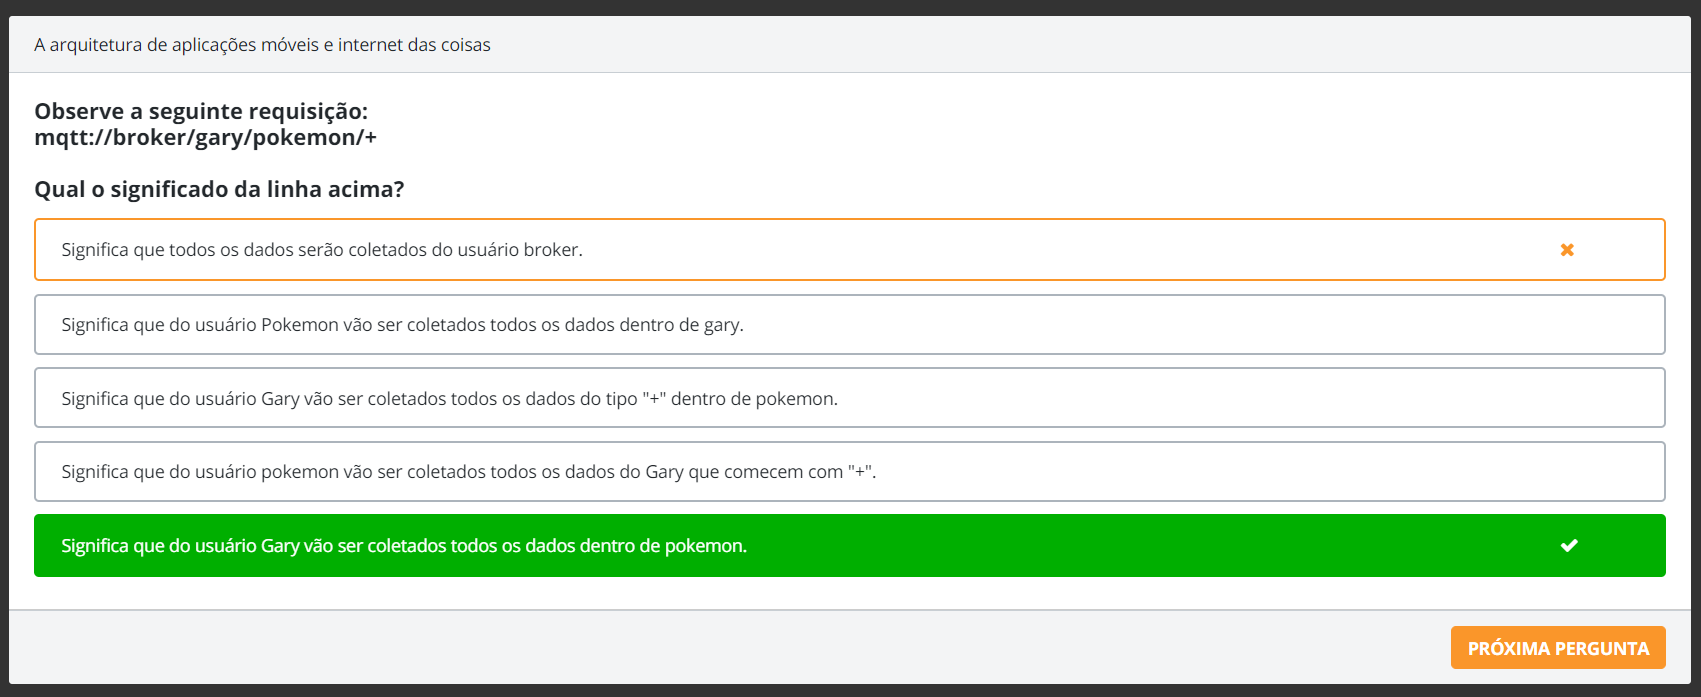 A arquitetura de aplicações móveis e internet das coisas
Observe a seguinte requisição:
mqtt://broker/gary/pokemon/+
Qual o significado da linha acima?
Significa que todos os dados serão coletados do usuário broker.
Significa que do usuário Pokemon vão ser coletados todos os dados dentro de gary.
Significa que do usuário Gary vão ser coletados todos os dados do tipo "+" dentro de pokemon.
Significa que do usuário pokemon vão ser coletados todos os dados do Gary que comecem com "+".
Significa que do usuário Gary vão ser coletados todos os dados dentro de pokemon.
PRÓXIMA PERGUNTA